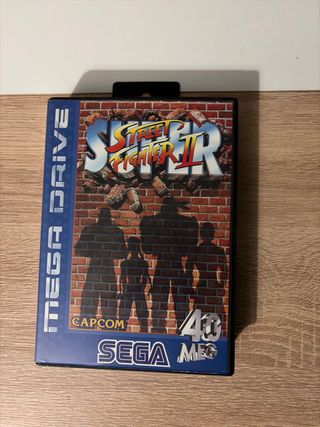 MEGA DRIVE
SUPER
STREET
FIGHTER II
CAPCOM
40
MEG
SEGA